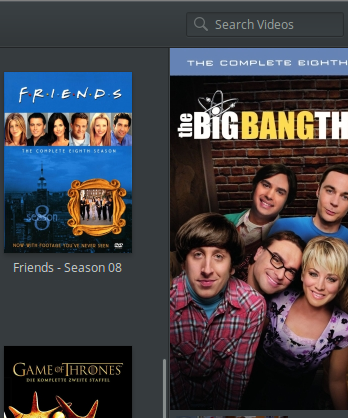 Search Videos
F·R·I·E·N·D·S
THE COMPLETE EIGHTH SEASON
season
8
NOW WITH FOOTAGE YOU'VE NEVER SEEN
DVD
Friends - Season 08
GAME OF THRONES
DIE KOMPLETTE ZWEITE STAFFEL
THE COMPLETE EIGHTH
the BIG BANG TH